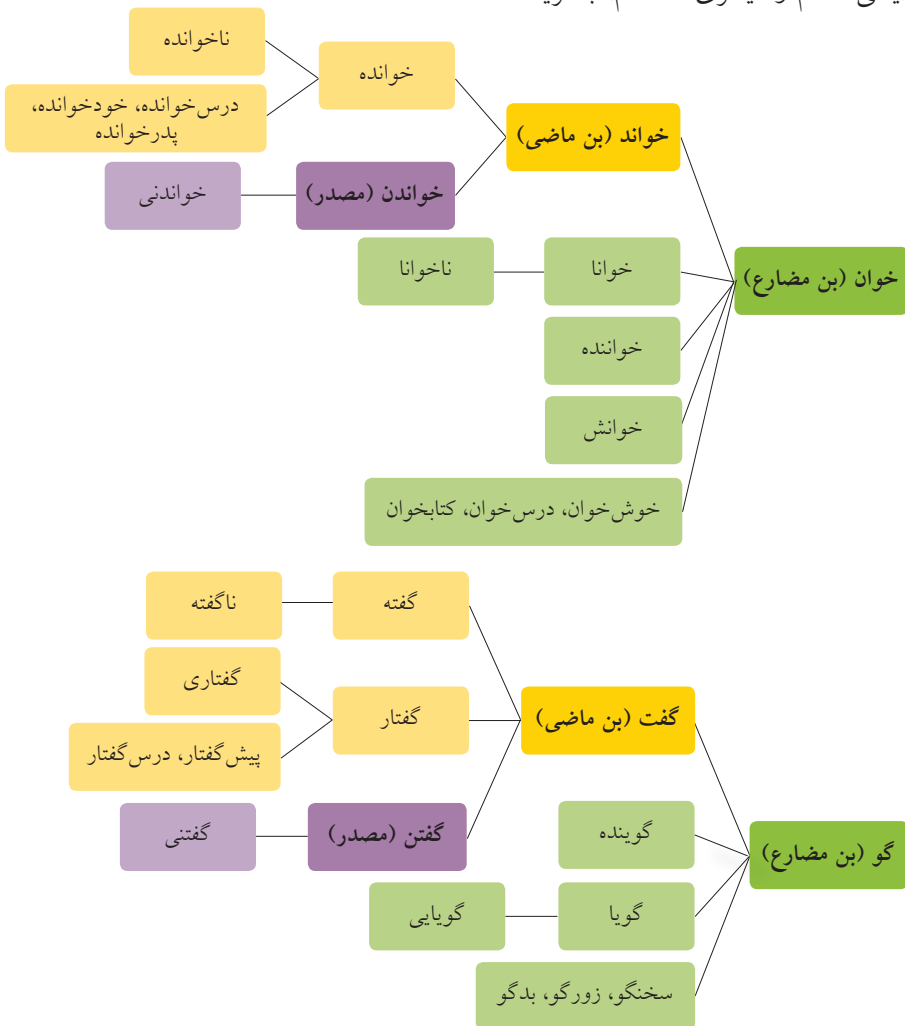 ناخوانده
خوانده
درس‌خوانده، خودخوانده،
پدرخوانده
خواند (بن ماضی)
خواندن (مصدر)
خواندنی
خوان (بن مضارع)
خوانا
ناخوانا
خواننده
خوانش
خوش‌خوان، درس‌خوان، کتابخوان
گفته
ناگفته
گفتاری
گفتار
پیش‌گفتار، درس‌گفتار
گفت (بن ماضی)
گفتن (مصدر)
گفتنی
گو (بن مضارع)
گوینده
گویا
گویایی
سخنگو، زورگو، بدگو